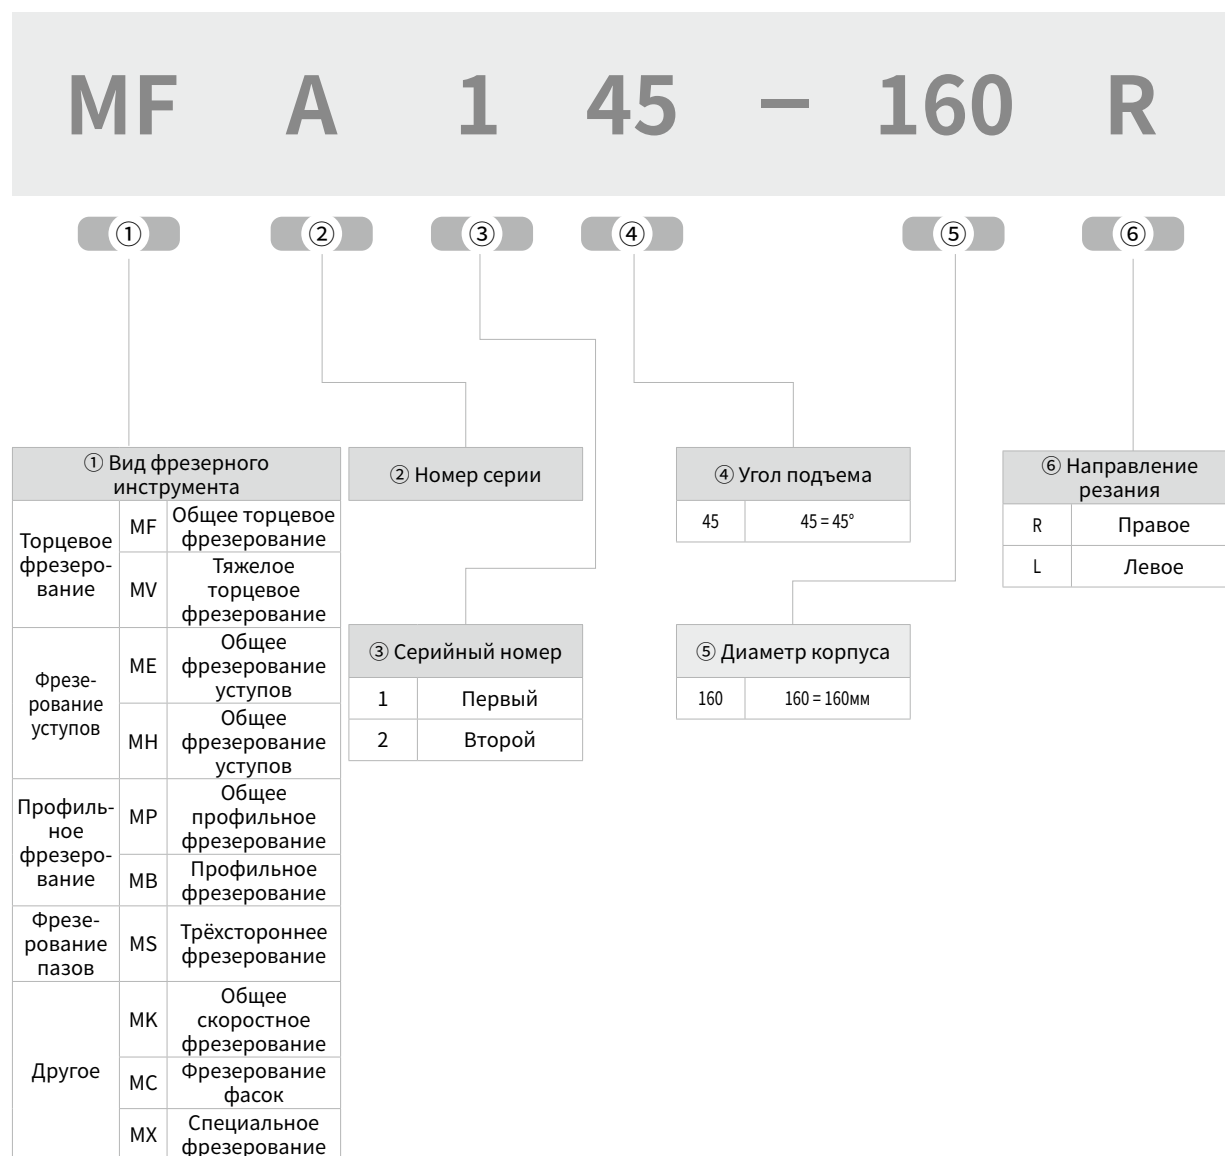 MF A 1 45 – 160 R
① ② ③ ④ ⑤ ⑥
① Вид фрезерного
инструмента
Торцевое
фрезеро-
вание
MF
Общее торцевое
фрезерование
MV
Тяжелое
торцевое
фрезерование
Фрезе-
рование
уступов
ME
Общее
фрезерование
уступов
MH
Общее
фрезерование
уступов
Профиль-
ное
фрезеро-
вание
MP
Общее
профильное
фрезерование
MB
Профильное
фрезерование
Фрезе-
рование
пазов
MS
Трёхстороннее
фрезерование
Другое
MK
Общее
скоростное
фрезерование
MC
Фрезерование
фасок
MX
Специальное
фрезерование
② Номер серии
③ Серийный номер
1 Первый
2 Второй
④ Угол подъема
45 45 = 45°
⑤ Диаметр корпуса
160 160 = 160мм
⑥ Направление
резания
R Правое
L Левое